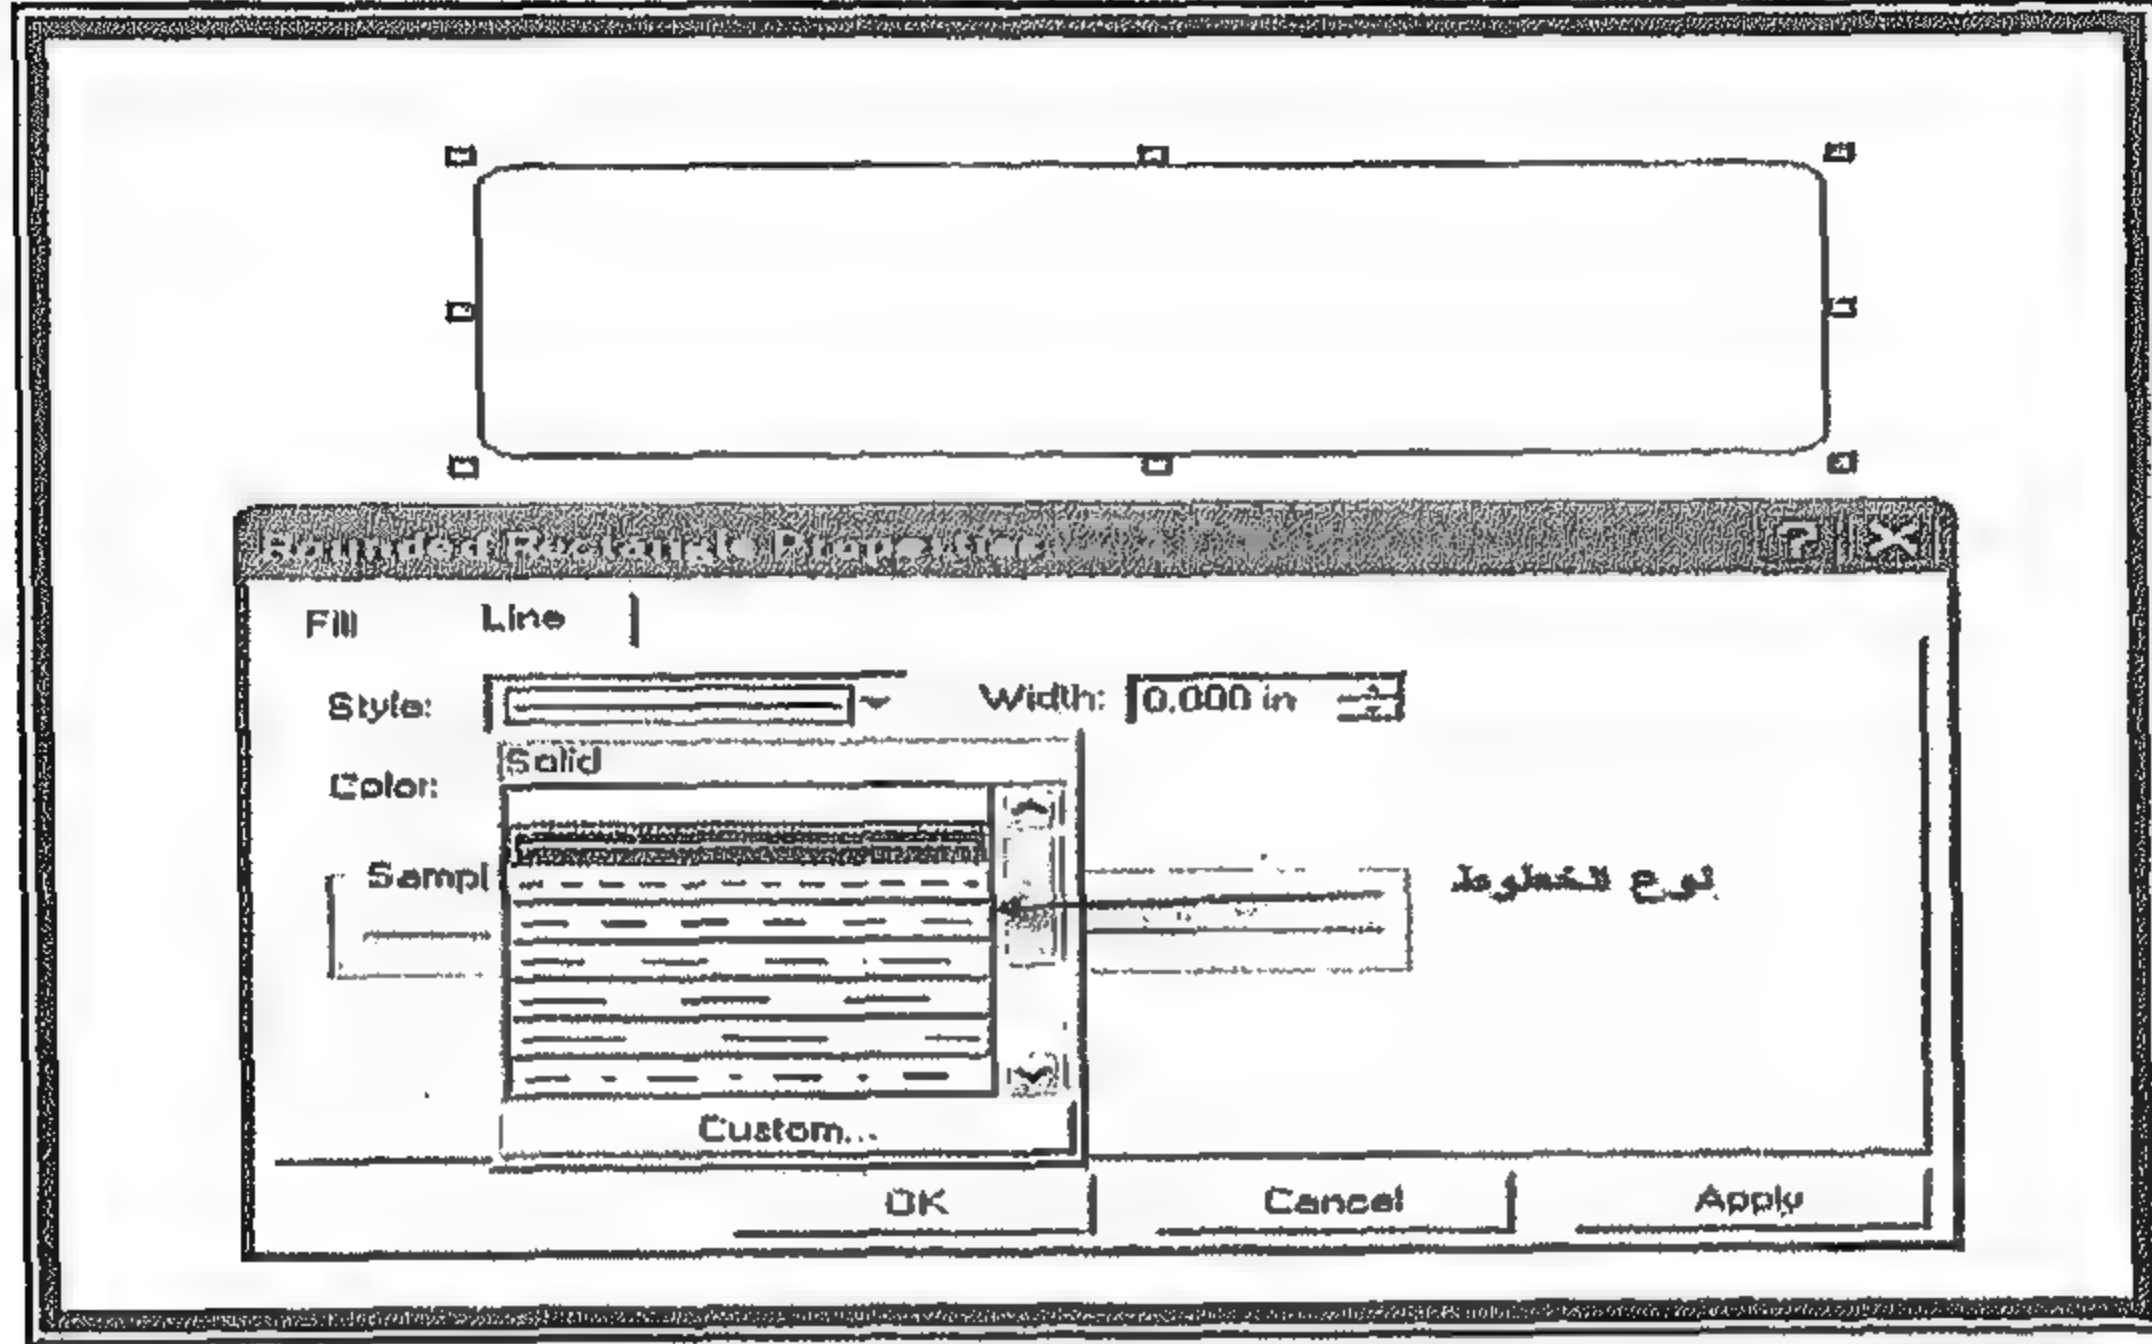 Rounded Rectangle Properties
Fill Line
Style: Width: 0.000 in
Solid
Color:
Sampl
نوع الخطوط
Custom...
OK Cancel Apply